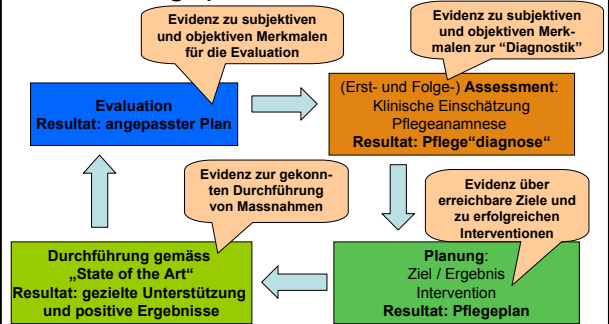 Evidenz zu subjektiven
und objektiven Merkmalen
für die Evaluation
Evidenz zu subjektiven
und objektiven Merk-
malen zur “Diagnostik”
Evaluation
Resultat: angepasster Plan
(Erst- und Folge-) Assessment:
Klinische Einschätzung
Pflegeanamnese
Resultat: Pflege“diagnose“
Evidenz zur gekonn-
ten Durchführung
von Massnahmen
Evidenz über
erreichbare Ziele und
zu erfolgreichen
Interventionen
Durchführung gemäss
„State of the Art“
Resultat: gezielte Unterstützung
und positive Ergebnisse
Planung:
Ziel / Ergebnis
Intervention
Resultat: Pflegeplan